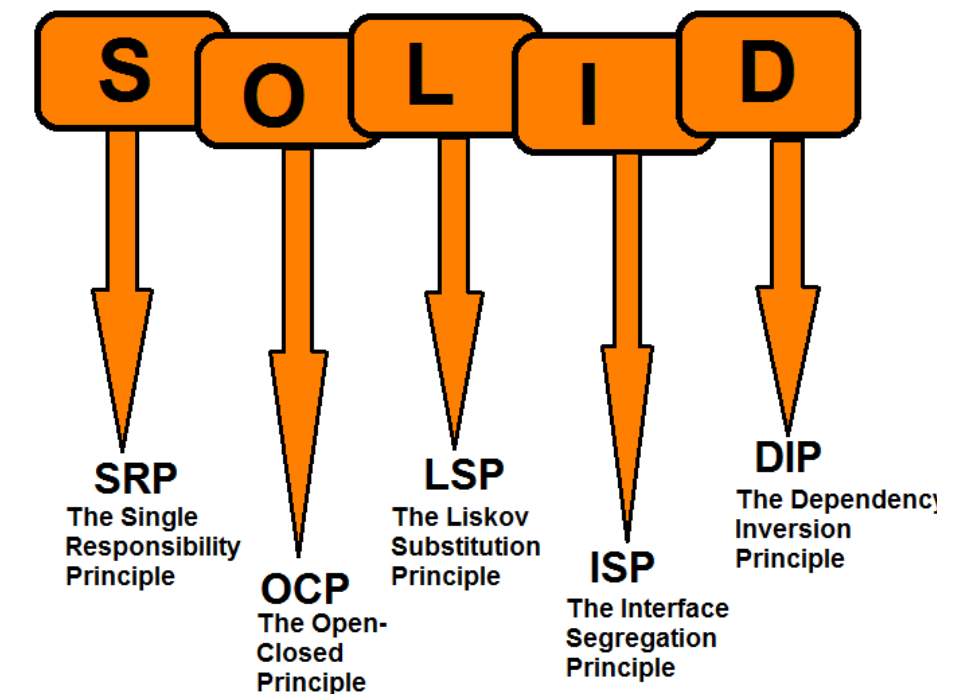 S O L I D
SRP
The Single
Responsibility
Principle
OCP
The Open-
Closed
Principle
LSP
The Liskov
Substitution
Principle
ISP
The Interface
Segregation
Principle
DIP
The Dependency
Inversion
Principle